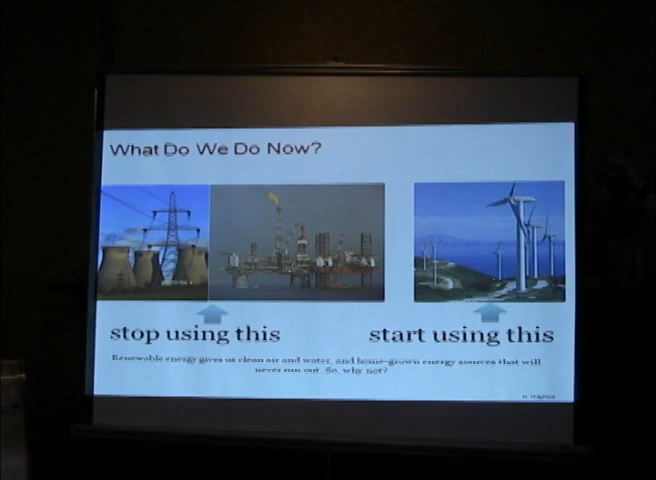 What Do We Do Now?
stop using this
start using this
Renewable energy gives us clean air and water, and home-grown energy sources that will
never run out. So, why not?